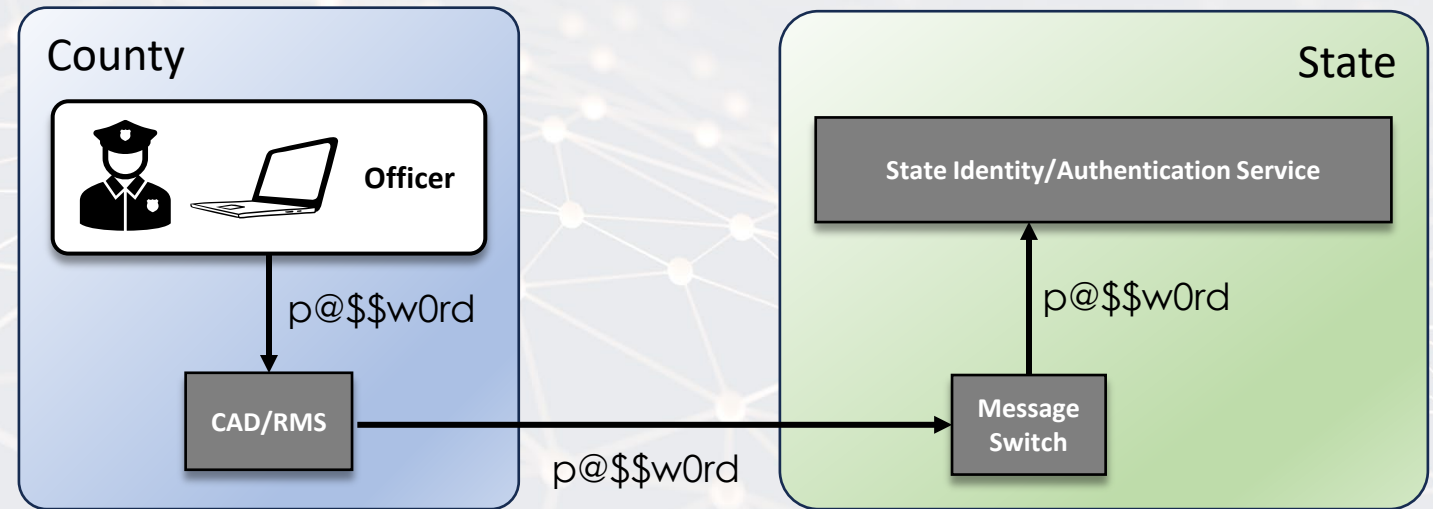 County
State
Officer
State Identity/Authentication Service
p@$$w0rd
p@$$w0rd
CAD/RMS
Message
Switch
p@$$w0rd